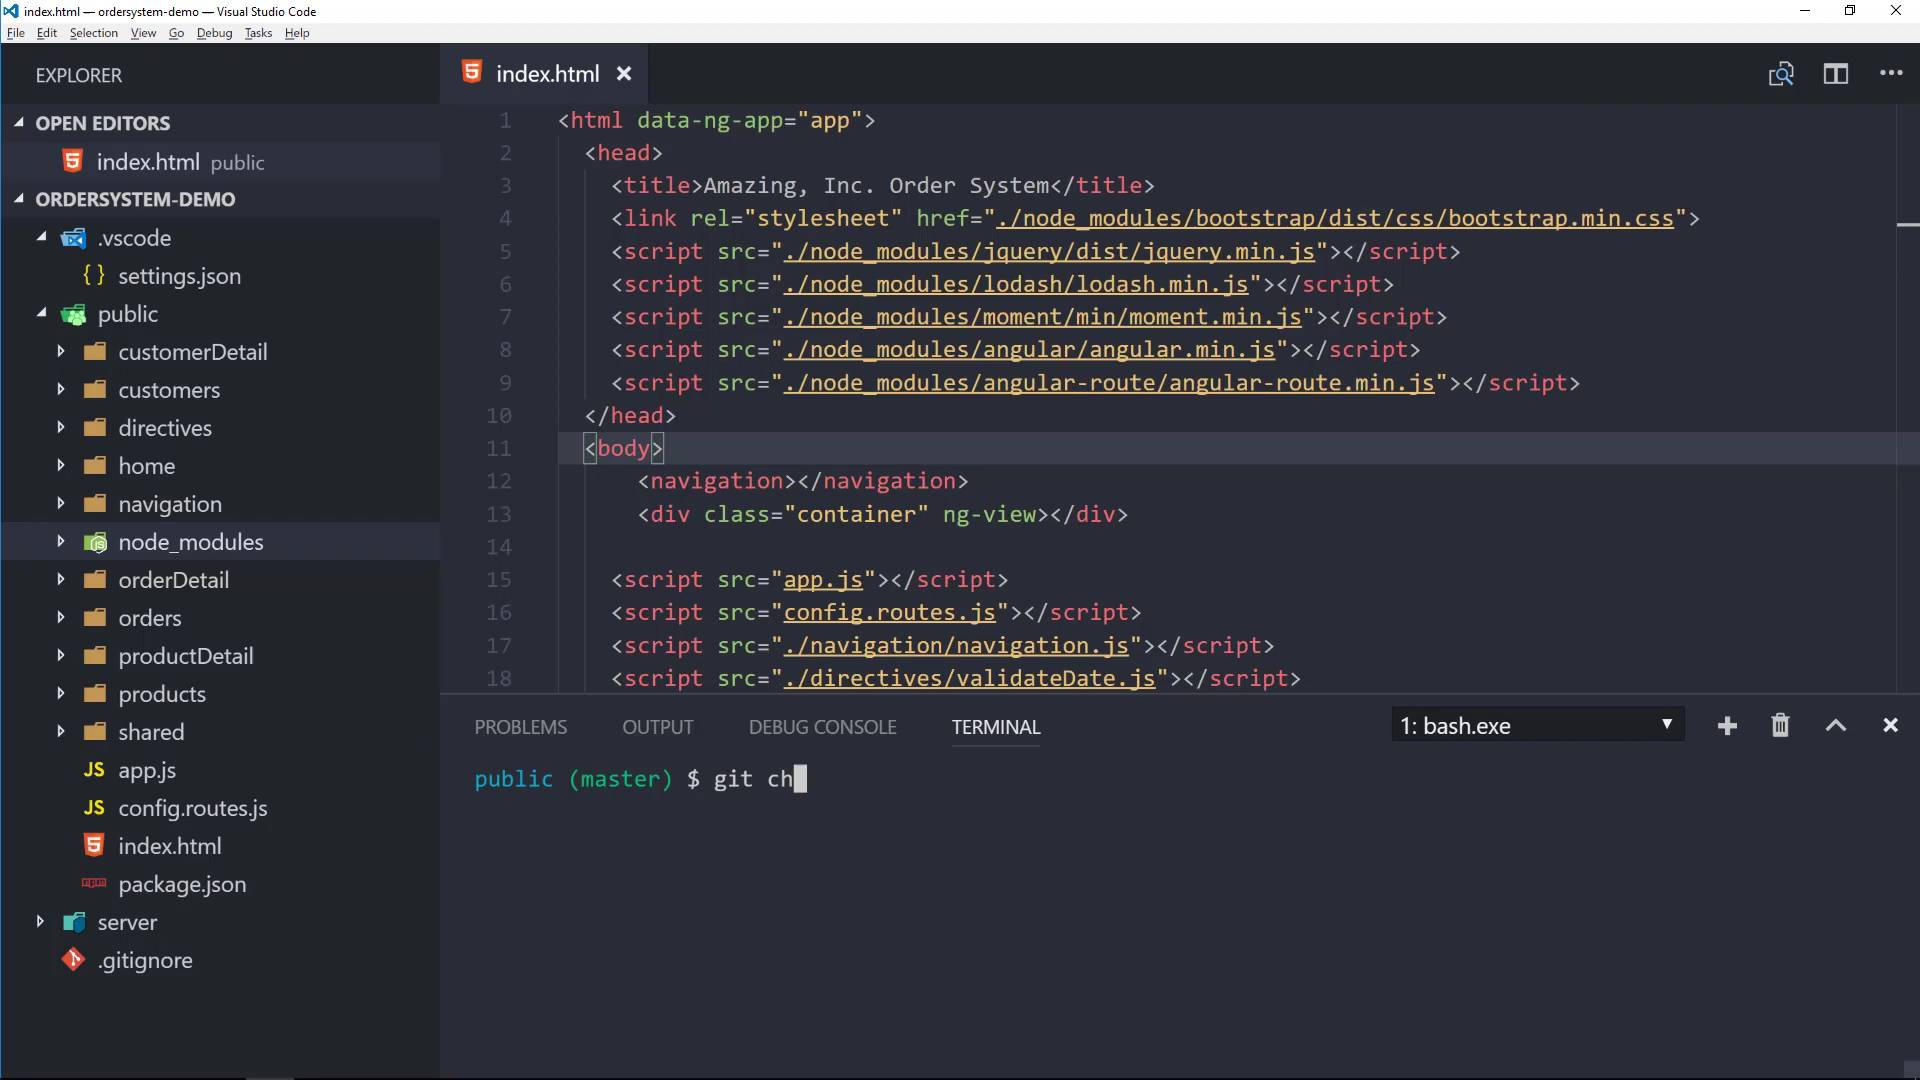 index.html — ordersystem-demo — Visual Studio Code
File Edit Selection View Go Debug Tasks Help
EXPLORER
OPEN EDITORS
index.html public
ORDERSYSTEM-DEMO
.vscode
{ } settings.json
public
customerDetail
customers
directives
home
navigation
node_modules
orderDetail
orders
productDetail
products
shared
JS app.js
JS config.routes.js
index.html
package.json
server
.gitignore
index.html
1 <html data-ng-app="app">
2 <head>
3 <title>Amazing, Inc. Order System</title>
4 <link rel="stylesheet" href="./node_modules/bootstrap/dist/css/bootstrap.min.css">
5 <script src="./node_modules/jquery/dist/jquery.min.js"></script>
6 <script src="./node_modules/lodash/lodash.min.js"></script>
7 <script src="./node_modules/moment/min/moment.min.js"></script>
8 <script src="./node_modules/angular/angular.min.js"></script>
9 <script src="./node_modules/angular-route/angular-route.min.js"></script>
10 </head>
11 <body>
12 <navigation></navigation>
13 <div class="container" ng-view></div>
14
15 <script src="app.js"></script>
16 <script src="config.routes.js"></script>
17 <script src="./navigation/navigation.js"></script>
18 <script src="./directives/validateDate.js"></script>
PROBLEMS OUTPUT DEBUG CONSOLE TERMINAL 1: bash.exe
public (master) $ git ch